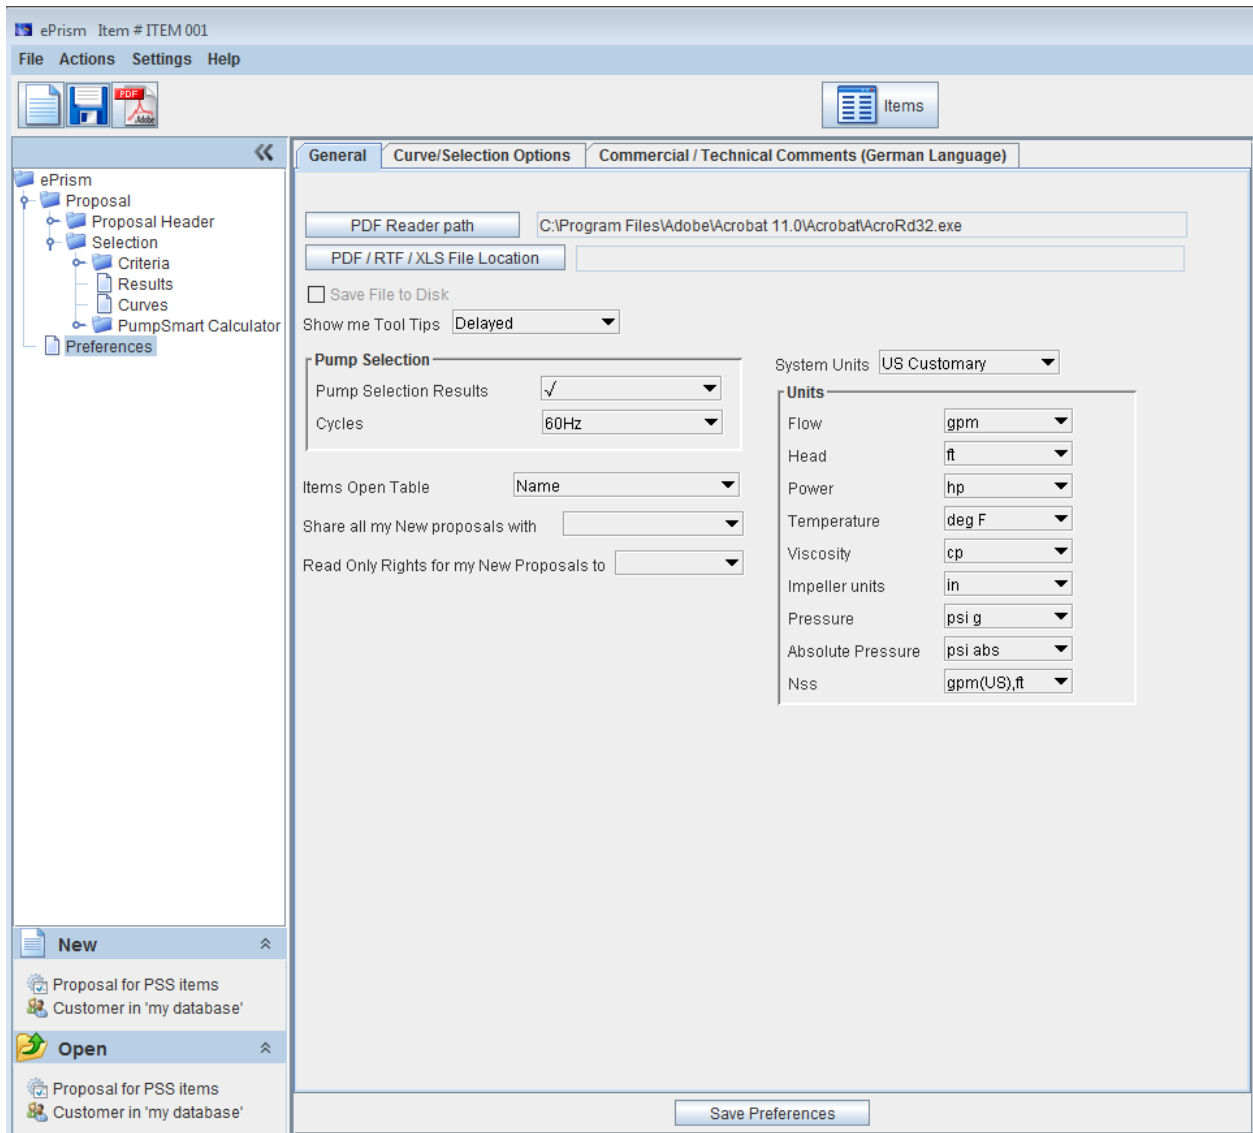 ePrism Item # ITEM 001
File Actions Settings Help
PDF
Adobe
Items
ePrism
Proposal
Proposal Header
Selection
Criteria
Results
Curves
PumpSmart Calculator
Preferences
New
Proposal for PSS items
Customer in 'my database'
Open
Proposal for PSS items
Customer in 'my database'
General Curve/Selection Options Commercial / Technical Comments (German Language)
PDF Reader path C:\Program Files\Adobe\Acrobat 11.0\Acrobat\AcroRd32.exe
PDF / RTF / XLS File Location
Save File to Disk
Show me Tool Tips Delayed
Pump Selection
Pump Selection Results √
Cycles 60Hz
Items Open Table Name
Share all my New proposals with
Read Only Rights for my New Proposals to
System Units US Customary
Units
Flow gpm
Head ft
Power hp
Temperature deg F
Viscosity cp
Impeller units in
Pressure psi g
Absolute Pressure psi abs
Nss gpm(US),ft
Save Preferences